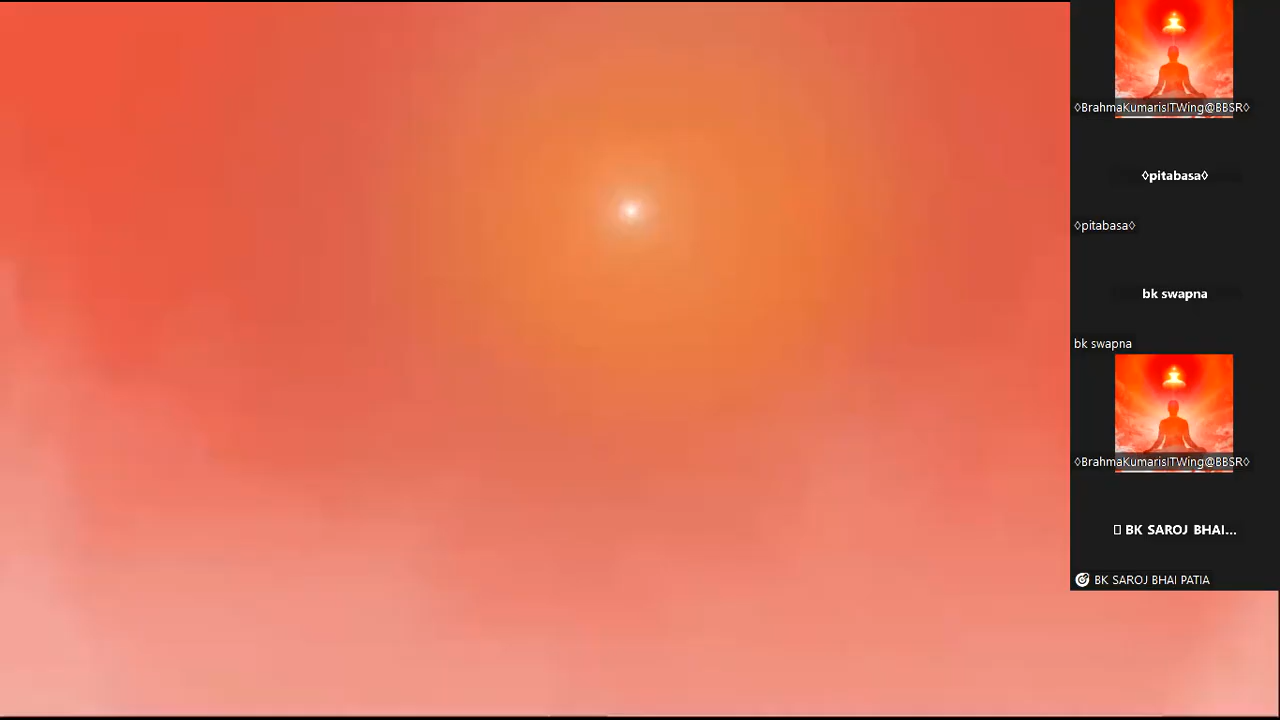 ◊BrahmaKumarisITWing@BBSR◊
◊pitabasa◊
◊pitabasa◊
bk swapna
bk swapna
◊BrahmaKumarisITWing@BBSR◊
BK SAROJ BHAI...
BK SAROJ BHAI PATIA